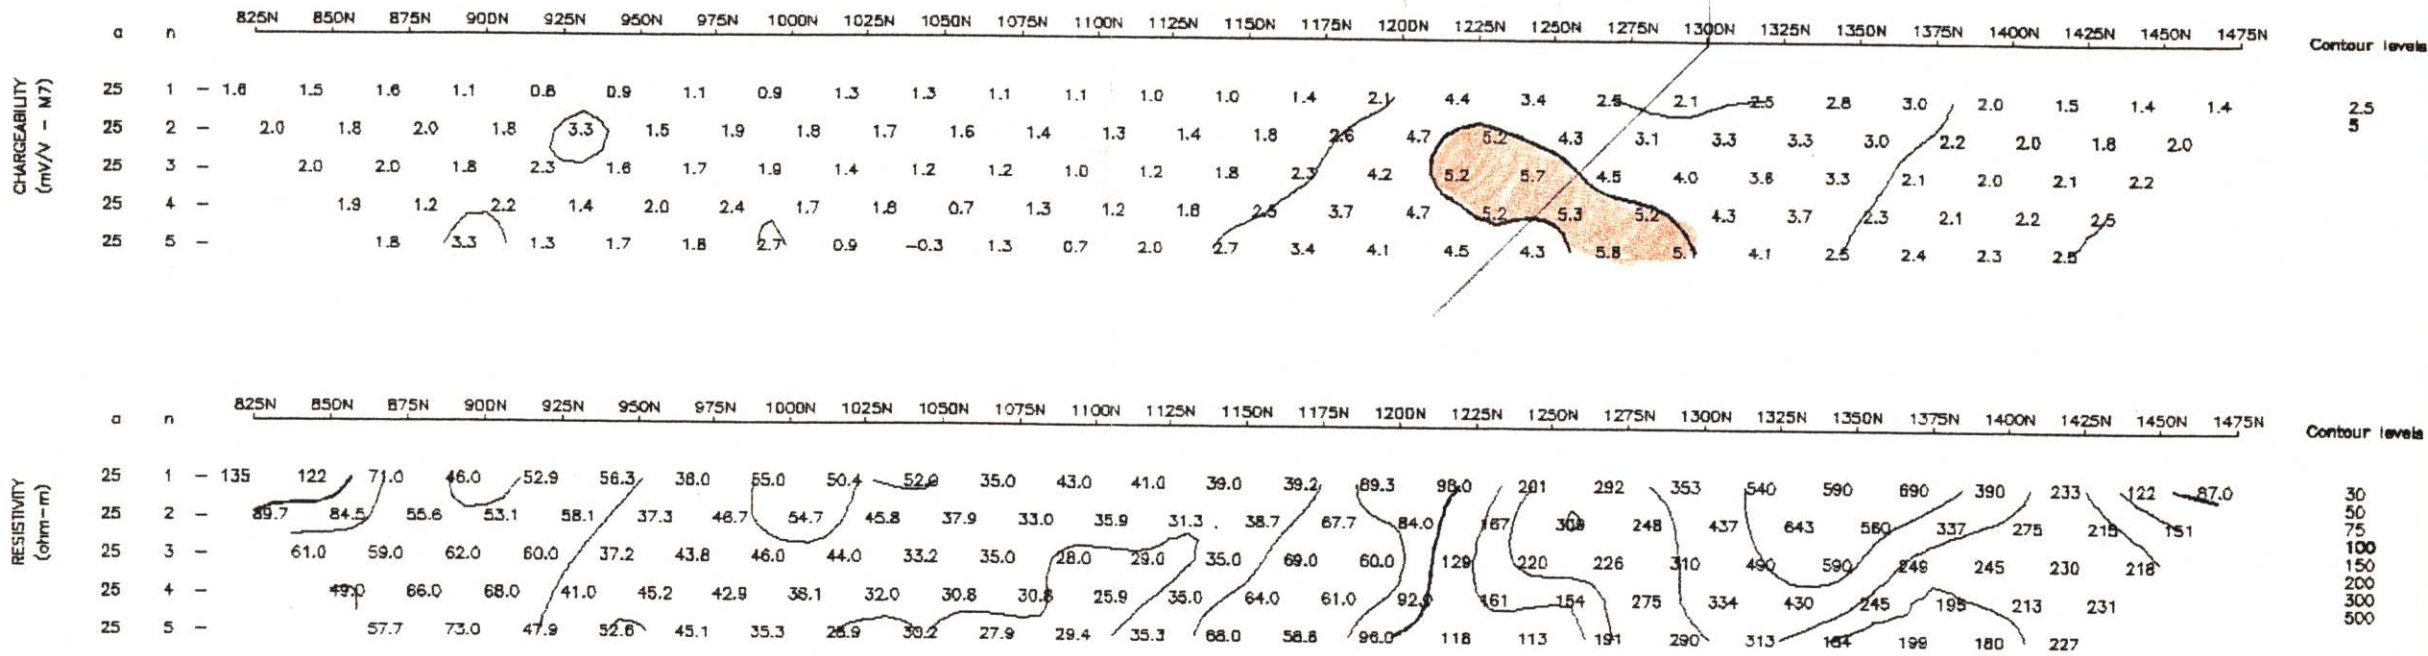 825N 850N 875N 900N 925N 950N 975N 1000N 1025N 1050N 1075N 1100N 1125N 1150N 1175N 1200N 1225N 1250N 1275N 1300N 1325N 1350N 1375N 1400N 1425N 1450N 1475N
a n Contour levels
CHARGEABILITY
(mV/V - M7)
25 1 - 1.6 1.5 1.6 1.1 0.8 0.9 1.1 0.9 1.3 1.3 1.1 1.1 1.0 1.0 1.4 2.1 4.4 3.4 2.5 2.1 2.5 2.8 3.0 2.0 1.5 1.4 1.4 2.5
25 2 - 2.0 1.8 2.0 1.8 3.3 1.5 1.9 1.8 1.7 1.6 1.4 1.3 1.4 1.8 2.6 4.7 5.2 4.3 3.1 3.3 3.3 3.0 2.2 2.0 1.8 2.0 5
25 3 - 2.0 2.0 1.8 2.3 1.6 1.7 1.9 1.4 1.2 1.2 1.0 1.2 1.8 2.3 4.2 5.2 5.7 4.5 4.0 3.6 3.3 2.1 2.0 2.1 2.2
25 4 - 1.9 1.2 2.2 1.4 2.0 2.4 1.7 1.8 0.7 1.3 1.2 1.8 2.5 3.7 4.7 5.2 5.3 5.2 4.3 3.7 2.3 2.1 2.2 2.5
25 5 - 1.8 3.3 1.3 1.7 1.8 2.7 0.9 -0.3 1.3 0.7 2.0 2.7 3.4 4.1 4.5 4.3 5.8 5.1 4.1 2.5 2.4 2.3 2.5
825N 850N 875N 900N 925N 950N 975N 1000N 1025N 1050N 1075N 1100N 1125N 1150N 1175N 1200N 1225N 1250N 1275N 1300N 1325N 1350N 1375N 1400N 1425N 1450N 1475N
a n Contour levels
RESISTIVITY
(ohm-m)
25 1 - 135 122 71.0 46.0 52.9 56.3 38.0 55.0 50.4 52.0 35.0 43.0 41.0 39.0 39.2 89.3 98.0 201 292 353 540 590 690 390 233 122 87.0 30
50
25 2 - 89.7 84.5 55.6 53.1 58.1 37.3 46.7 54.7 45.8 37.9 33.0 35.9 31.3 38.7 67.7 84.0 167 309 248 437 643 560 337 275 215 151 75
100
25 3 - 61.0 59.0 62.0 60.0 37.2 43.8 46.0 44.0 33.2 35.0 28.0 29.0 35.0 69.0 60.0 129 220 226 310 490 590 249 245 230 218 150
200
25 4 - 49.0 66.0 68.0 41.0 45.2 42.9 38.1 32.0 30.8 30.8 25.9 35.0 64.0 61.0 92.9 161 154 275 334 430 245 195 213 231 300
500
25 5 - 57.7 73.0 47.9 52.6 45.1 35.3 28.9 30.2 27.9 29.4 35.3 68.0 58.8 96.0 118 113 191 290 313 184 199 180 227